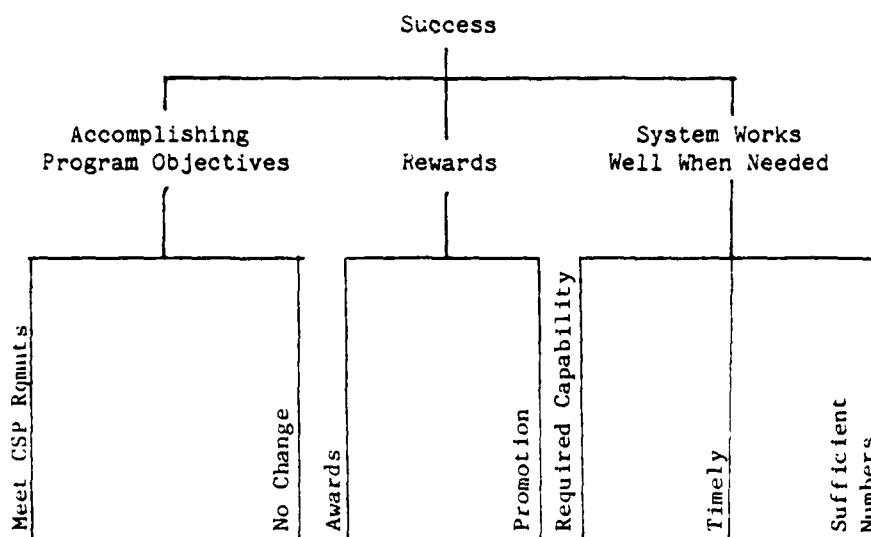 Success
Accomplishing
Program Objectives
Rewards
System Works
Well When Needed
Meet CSP Rqmnts
No Change
Awards
Promotion
Required Capability
Timely
Sufficient
Numbers